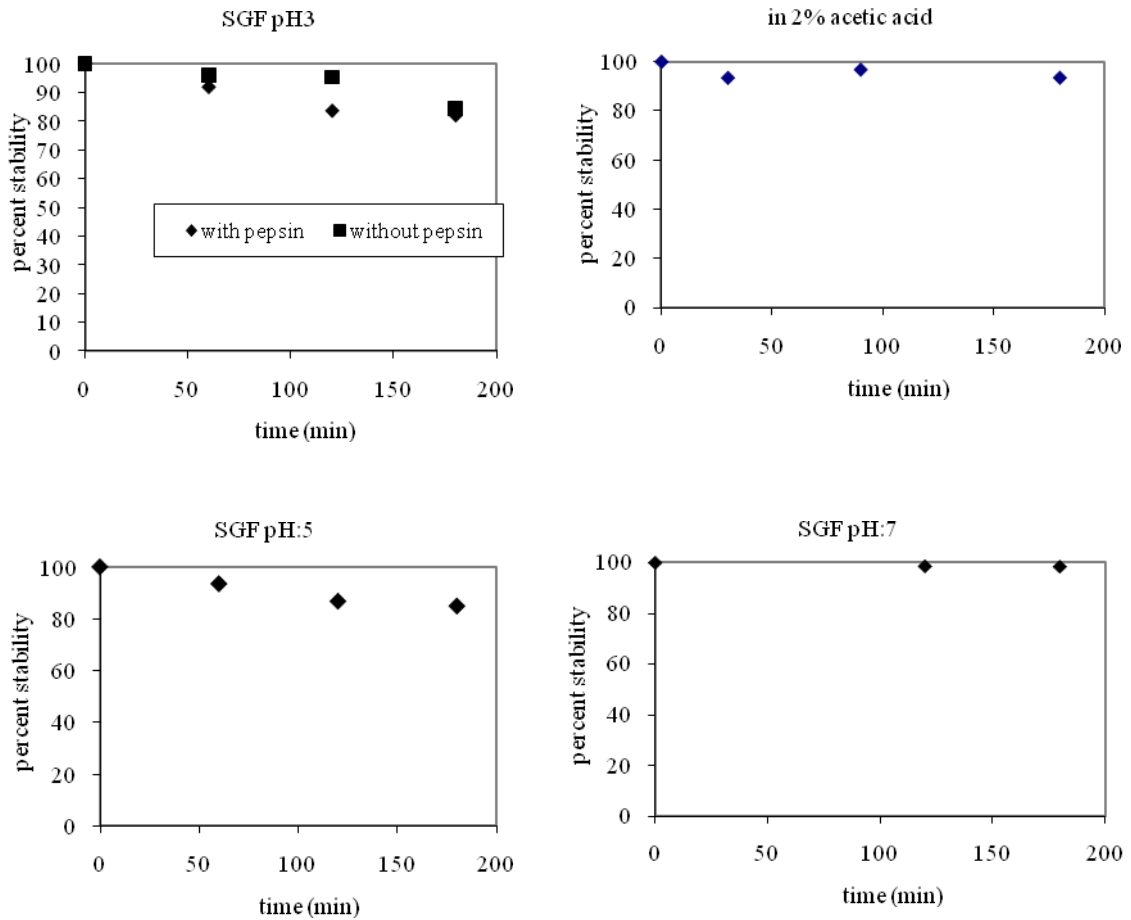 SGF pH3
100
90
80
70
60
50
40
30
20
10
0
percent stability
with pepsin without pepsin
0 50 100 150 200
time (min)
in 2% acetic acid
100
80
60
40
20
0
percent stability
0 50 100 150 200
time (min)
SGF pH:5
100
80
60
40
20
0
percent stability
0 50 100 150 200
time (min)
SGF pH:7
100
80
60
40
20
0
percent stability
0 50 100 150 200
time (min)